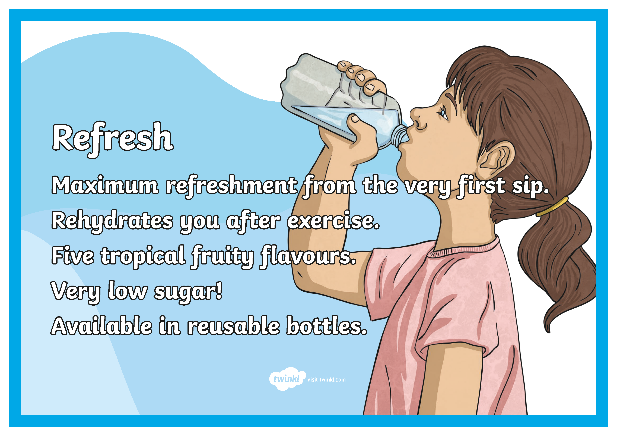 Refresh
Maximum refreshment from the very first sip.
Rehydrates you after exercise.
Five tropical fruity flavours.
Very low sugar!
Available in reusable bottles.
twinkl